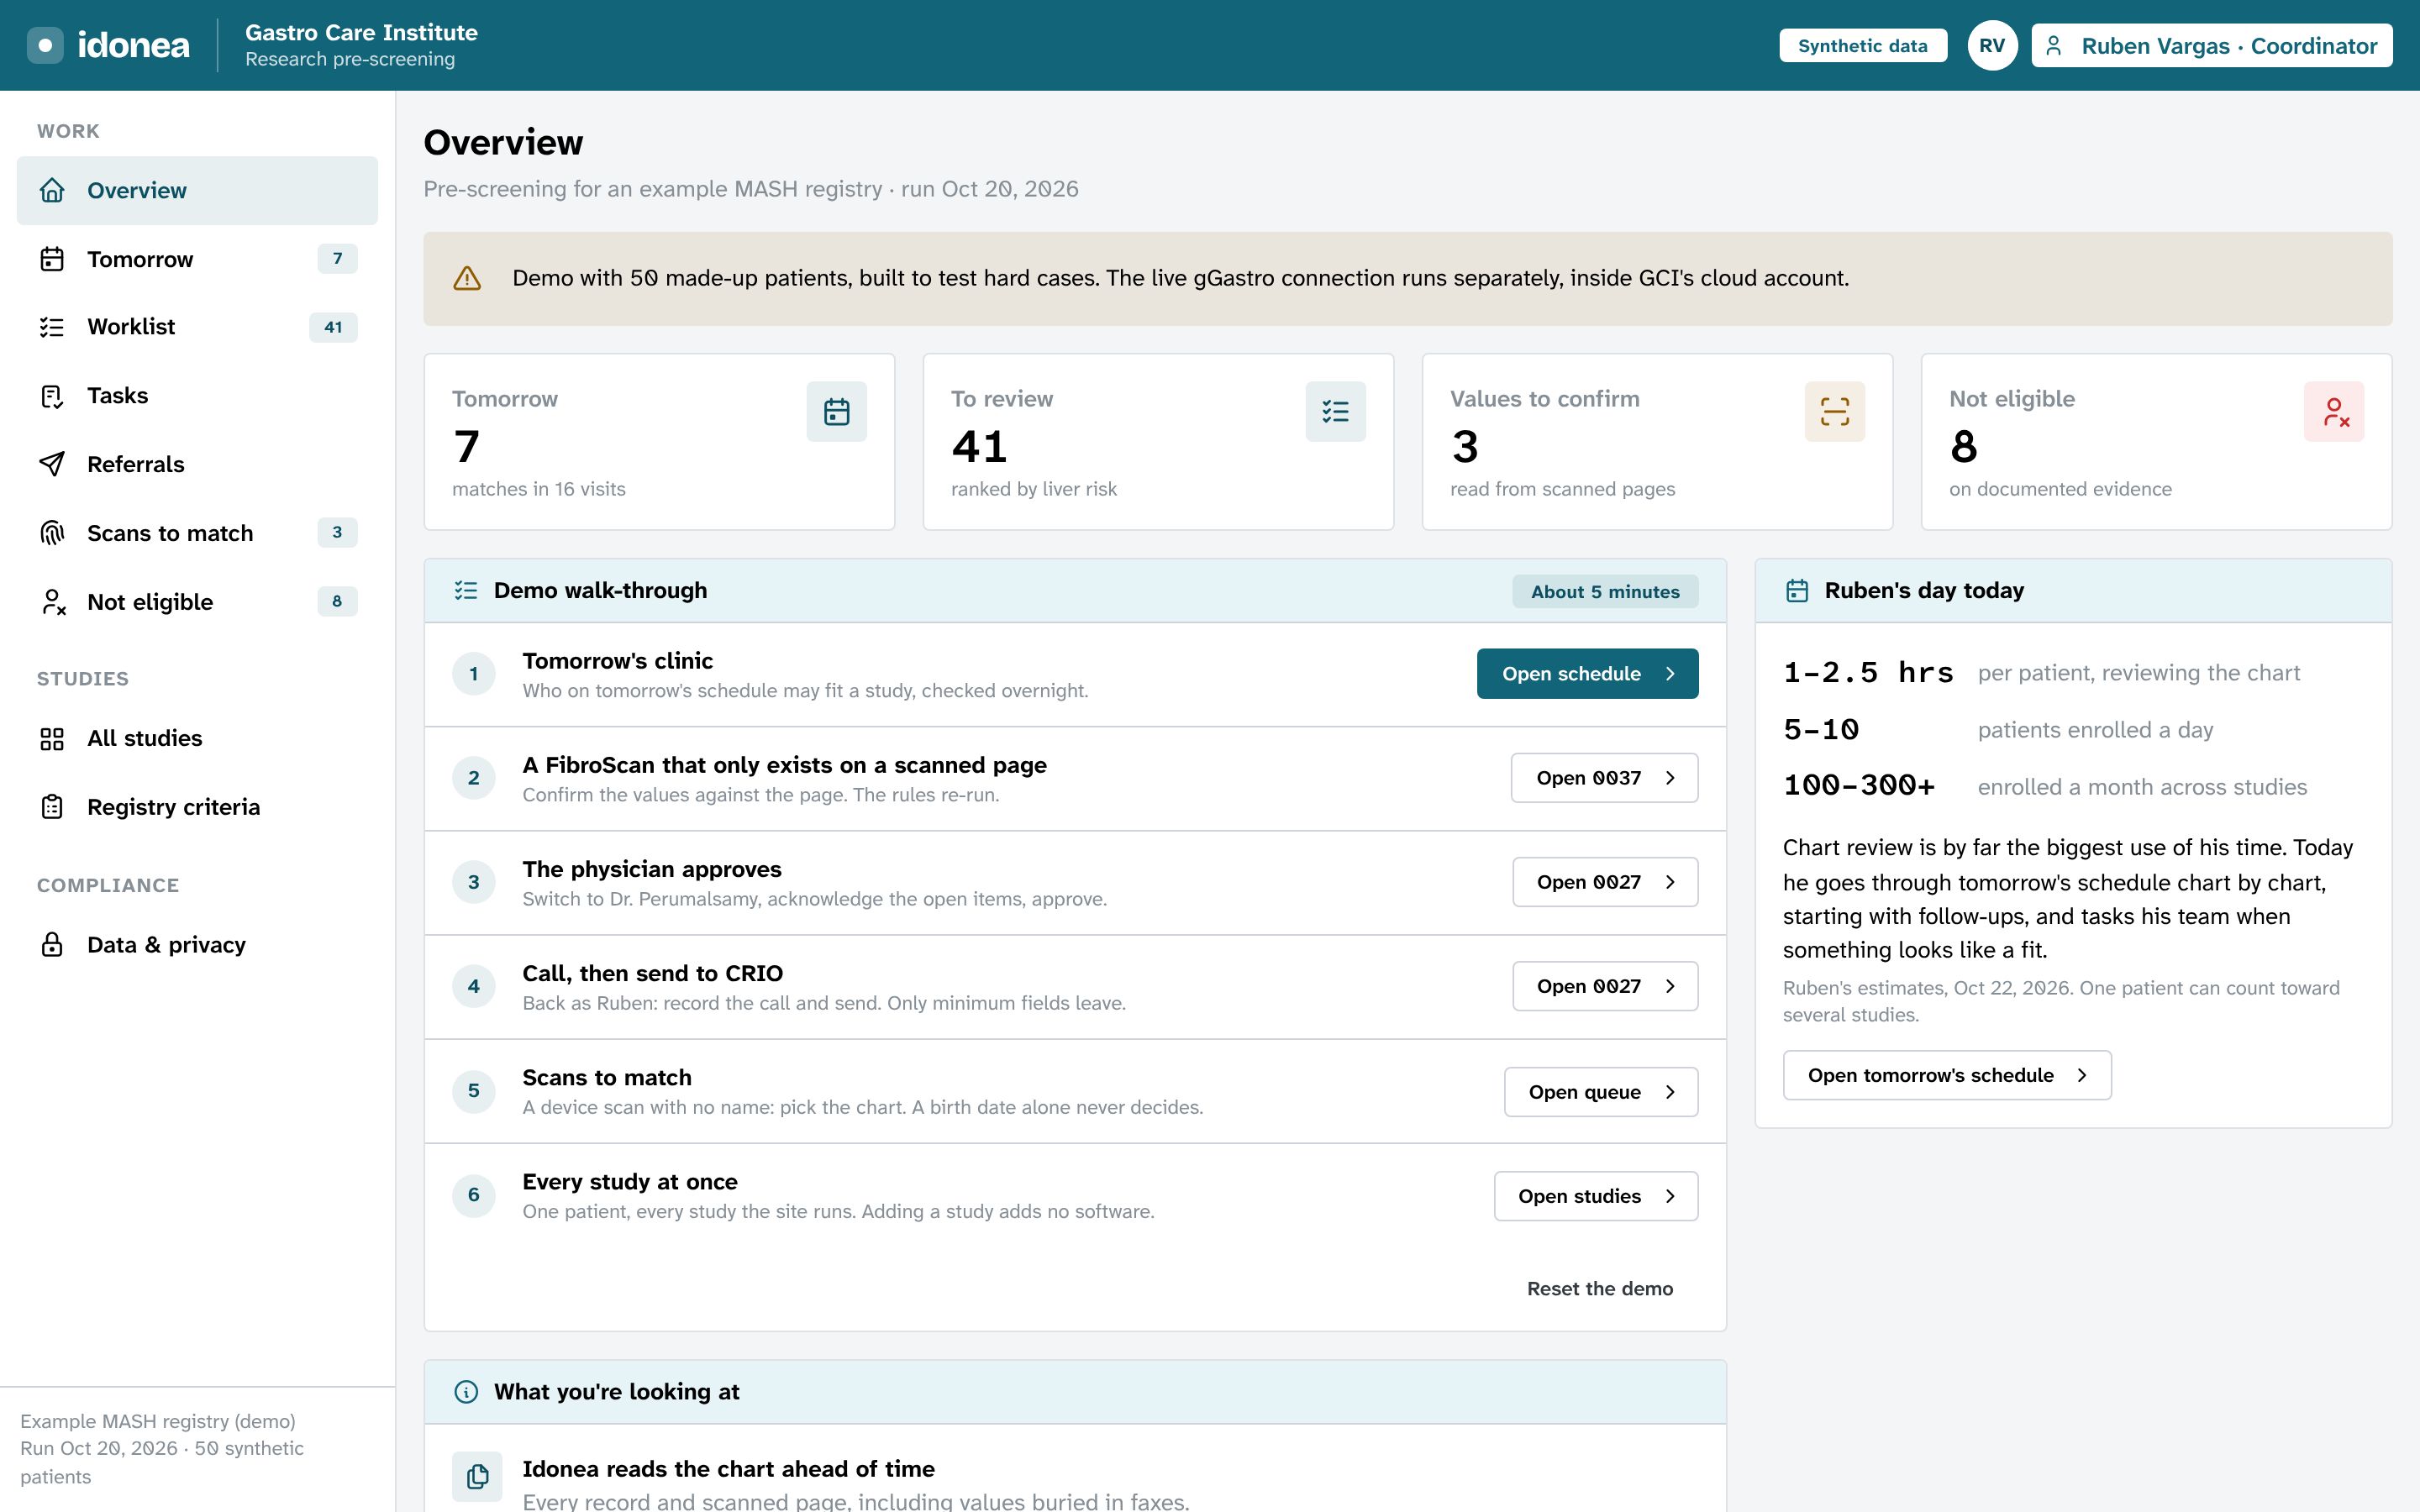 idonea
Gastro Care Institute
Research pre-screening
Synthetic data
RV
Ruben Vargas · Coordinator
WORK
Overview
Tomorrow 7
Worklist 41
Tasks
Referrals
Scans to match 3
Not eligible 8
STUDIES
All studies
Registry criteria
COMPLIANCE
Data & privacy
Example MASH registry (demo)
Run Oct 20, 2026 · 50 synthetic
patients
Overview
Pre-screening for an example MASH registry · run Oct 20, 2026
Demo with 50 made-up patients, built to test hard cases. The live gGastro connection runs separately, inside GCI's cloud account.
Tomorrow
7
matches in 16 visits
To review
41
ranked by liver risk
Values to confirm
3
read from scanned pages
Not eligible
8
on documented evidence
Demo walk-through
About 5 minutes
1
Tomorrow's clinic
Who on tomorrow's schedule may fit a study, checked overnight.
Open schedule
2
A FibroScan that only exists on a scanned page
Confirm the values against the page. The rules re-run.
Open 0037
3
The physician approves
Switch to Dr. Perumalsamy, acknowledge the open items, approve.
Open 0027
4
Call, then send to CRIO
Back as Ruben: record the call and send. Only minimum fields leave.
Open 0027
5
Scans to match
A device scan with no name: pick the chart. A birth date alone never decides.
Open queue
6
Every study at once
One patient, every study the site runs. Adding a study adds no software.
Open studies
Reset the demo
What you're looking at
Idonea reads the chart ahead of time
Every record and scanned page, including values buried in faxes.
Ruben's day today
1–2.5 hrs per patient, reviewing the chart
5–10 patients enrolled a day
100–300+ enrolled a month across studies
Chart review is by far the biggest use of his time. Today
he goes through tomorrow's schedule chart by chart,
starting with follow-ups, and tasks his team when
something looks like a fit.
Ruben's estimates, Oct 22, 2026. One patient can count toward
several studies.
Open tomorrow's schedule